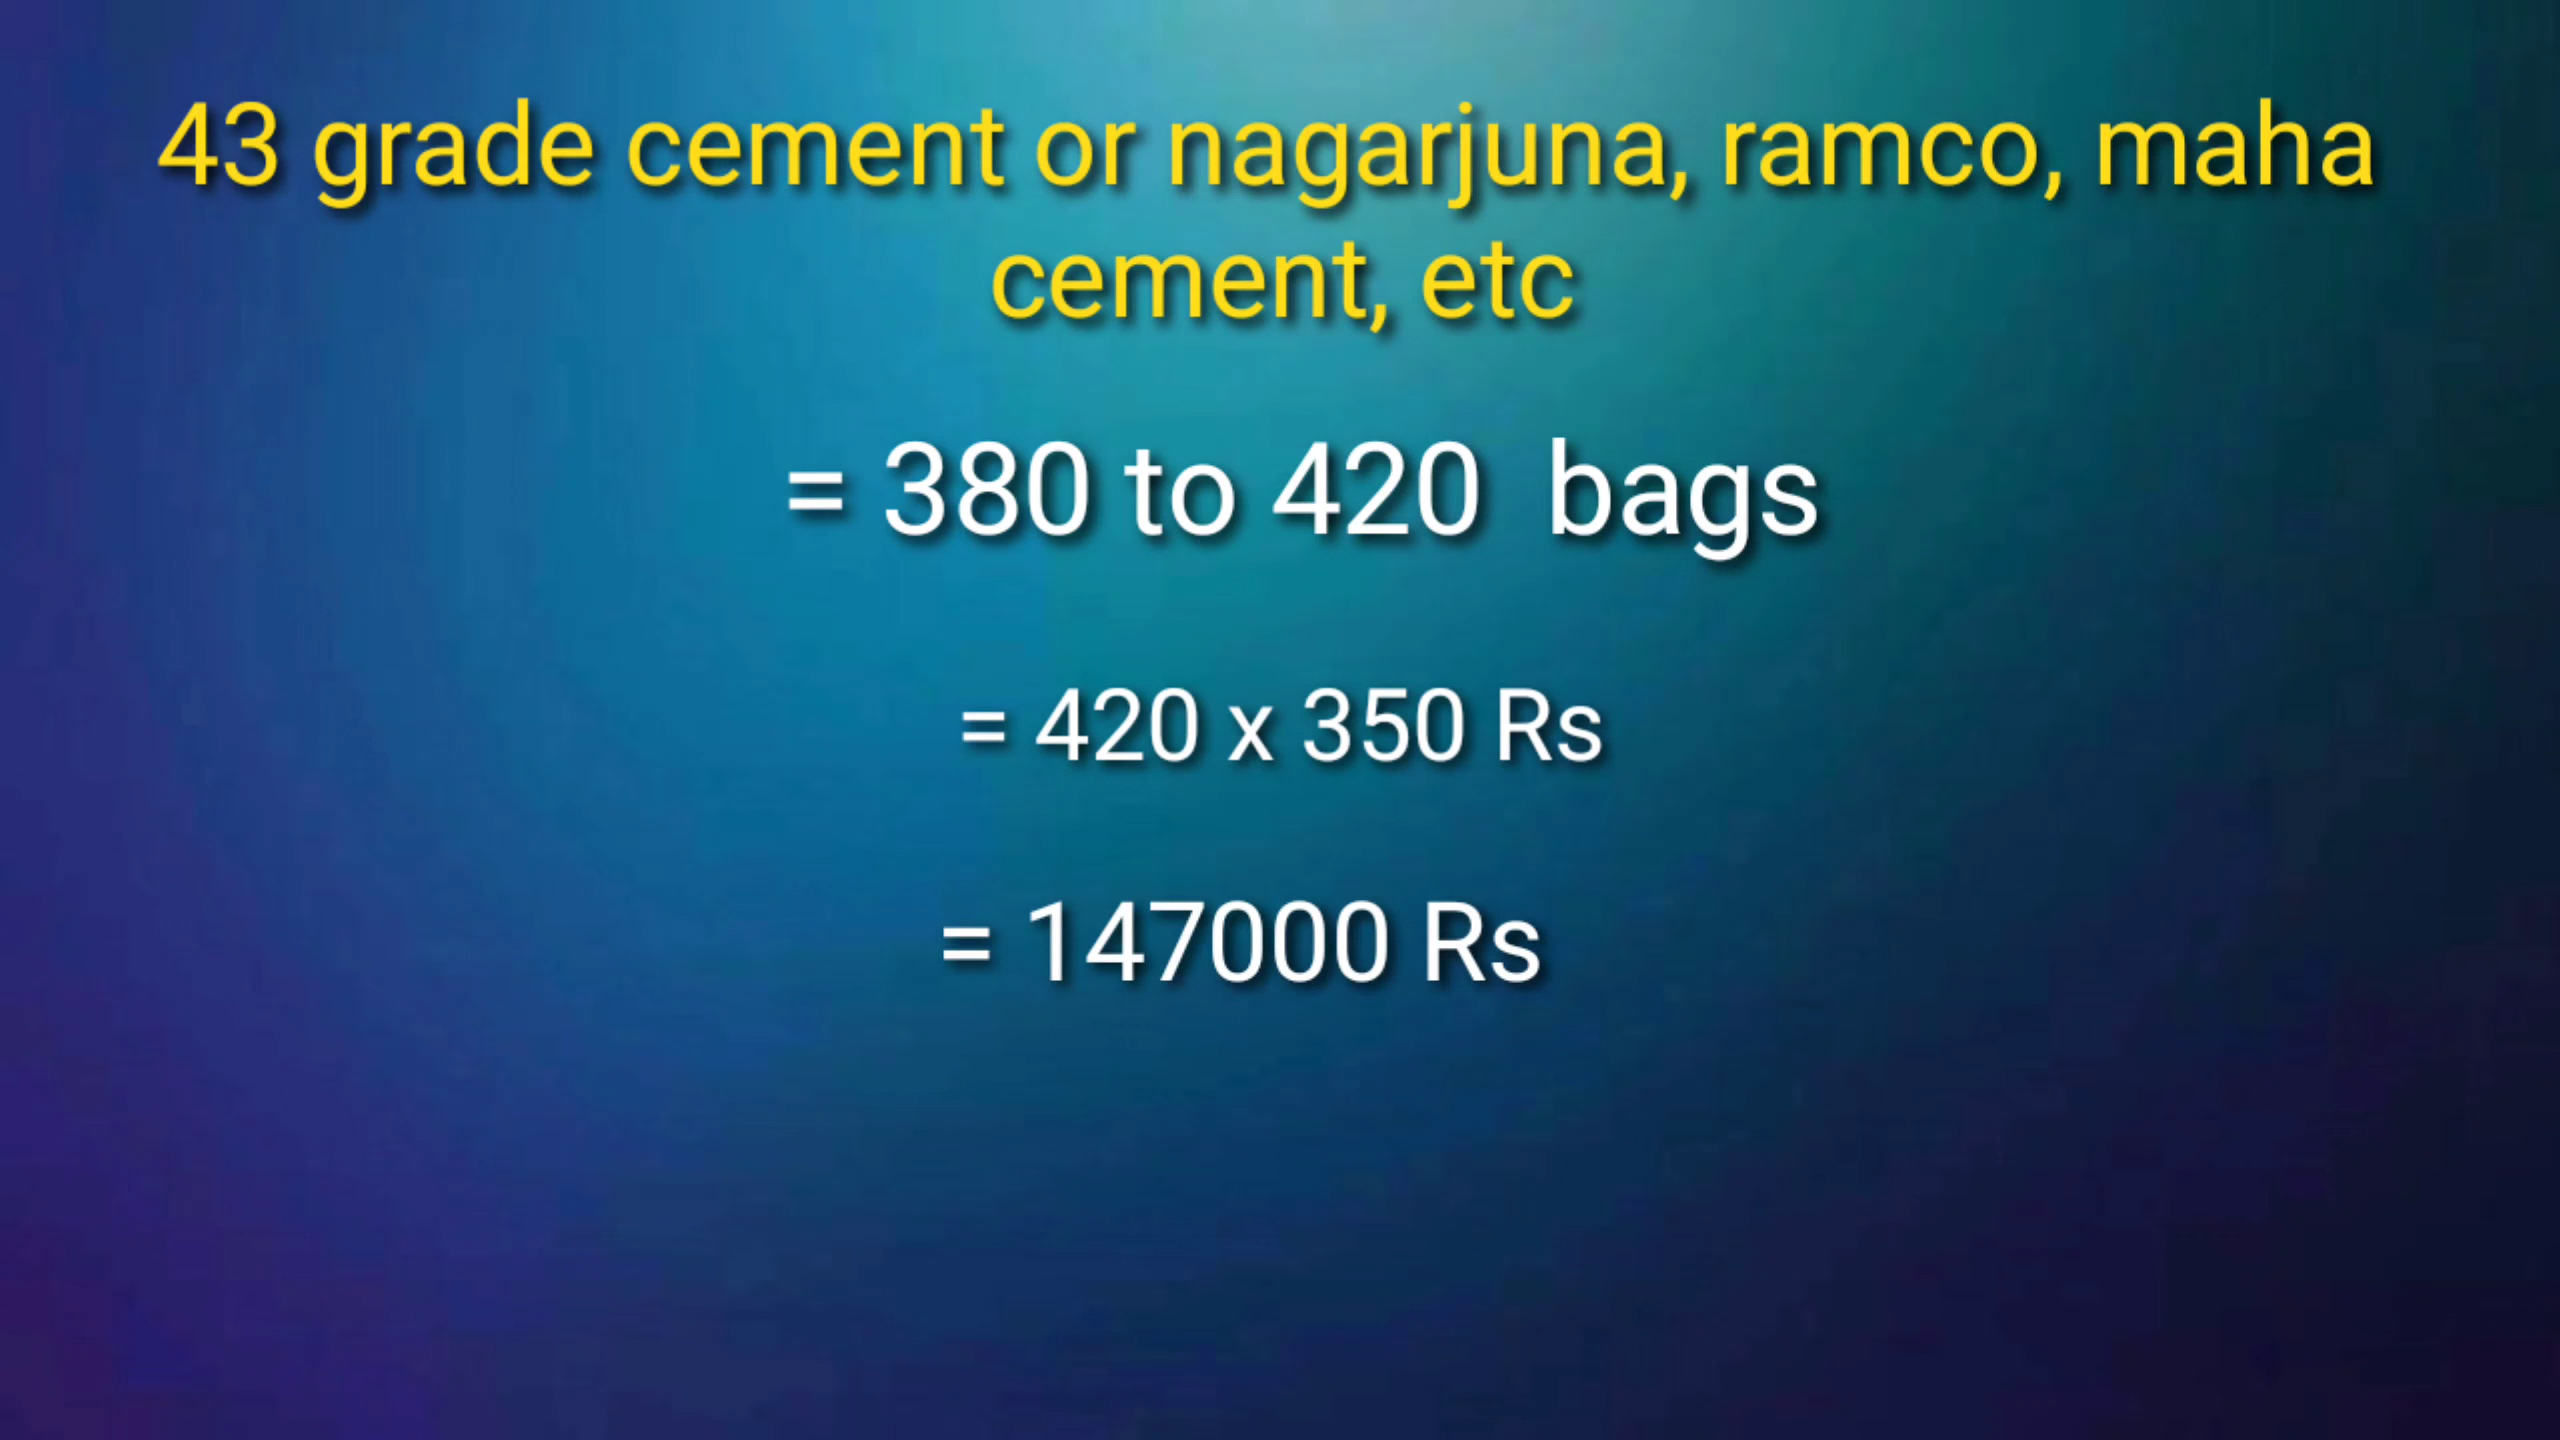 43 grade cement or nagarjuna, ramco, maha
cement, etc
= 380 to 420 bags
= 420 x 350 Rs
= 147000 Rs